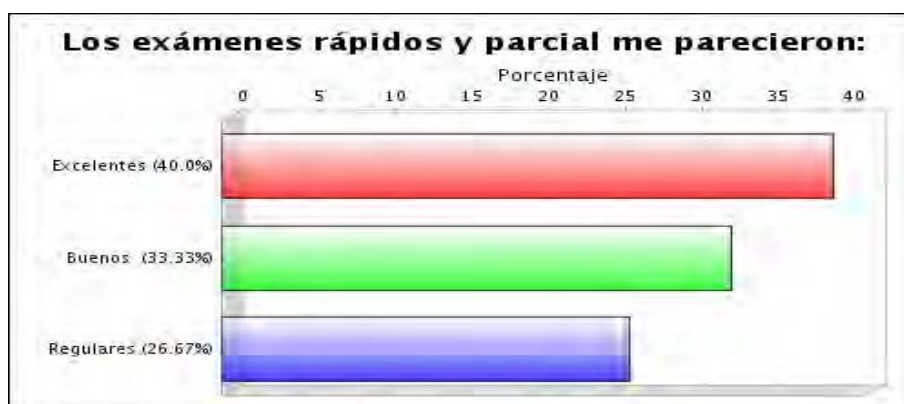 Los exámenes rápidos y parcial me parecieron:
Porcentaje
0 5 10 15 20 25 30 35 40
Excelentes (40.0%)
Buenos (33.33%)
Regulares (26.67%)